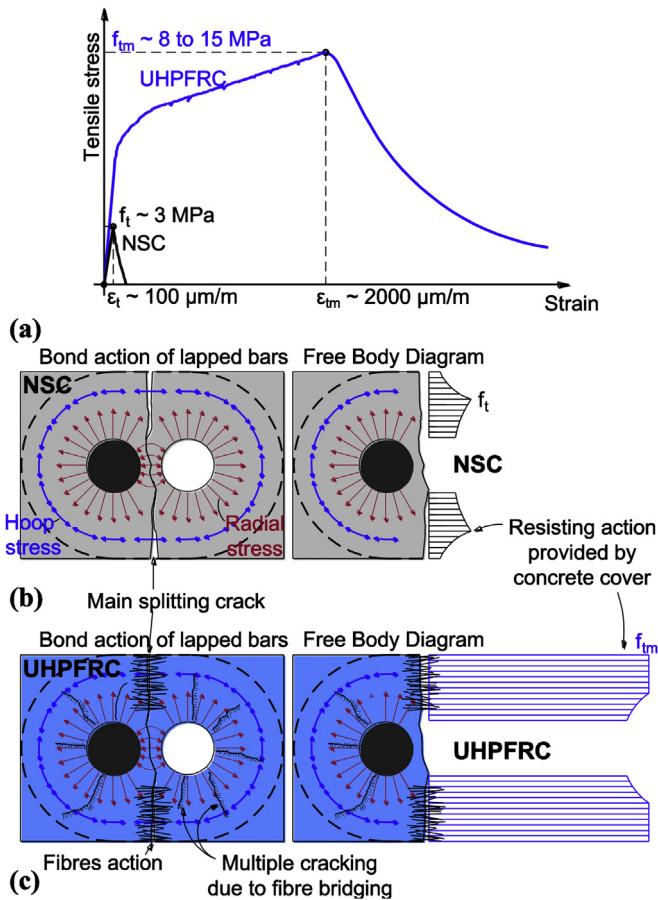 f_tm ~ 8 to 15 MPa
UHPFRC
Tensile stress
f_t ~ 3 MPa
NSC
ε_t ~ 100 µm/m
ε_tm ~ 2000 µm/m
Strain
(a)
Bond action of lapped bars
Free Body Diagram
NSC
f_t
NSC
Hoop
stress
Radial
stress
Resisting action
provided by
concrete cover
(b)
Main splitting crack
Bond action of lapped bars
Free Body Diagram
f_tm
UHPFRC
UHPFRC
Fibres action
Multiple cracking
due to fibre bridging
(c)